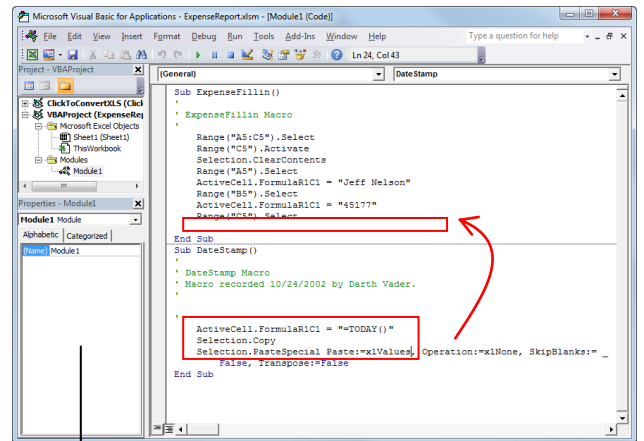 Microsoft Visual Basic for Applications - ExpenseReport.xlsm - [Module1 (Code)]
File Edit View Insert Format Debug Run Tools Add-Ins Window Help Type a question for help
Ln 24, Col 43
Project - VBAProject
(General) DateStamp
ClickToConvertXLS (Click
VBAProject (ExpenseRep
Microsoft Excel Objects
Sheet1 (Sheet1)
ThisWorkbook
Modules
Module1
Properties - Module1
Module1 Module
Alphabetic Categorized
(Name) Module1
Sub ExpenseFillin()
'
' ExpenseFillin Macro
'
Range("A5:C5").Select
Range("C5").Activate
Selection.ClearContents
Range("A5").Select
ActiveCell.FormulaR1C1 = "Jeff Nelson"
Range("B5").Select
ActiveCell.FormulaR1C1 = "45177"
Range("C5").Select
End Sub
Sub DateStamp()
'
' DateStamp Macro
' Macro recorded 10/24/2002 by Darth Vader.
'
'
ActiveCell.FormulaR1C1 = "=TODAY()"
Selection.Copy
Selection.PasteSpecial Paste:=xlValues, Operation:=xlNone, SkipBlanks:= _
False, Transpose:=False
End Sub